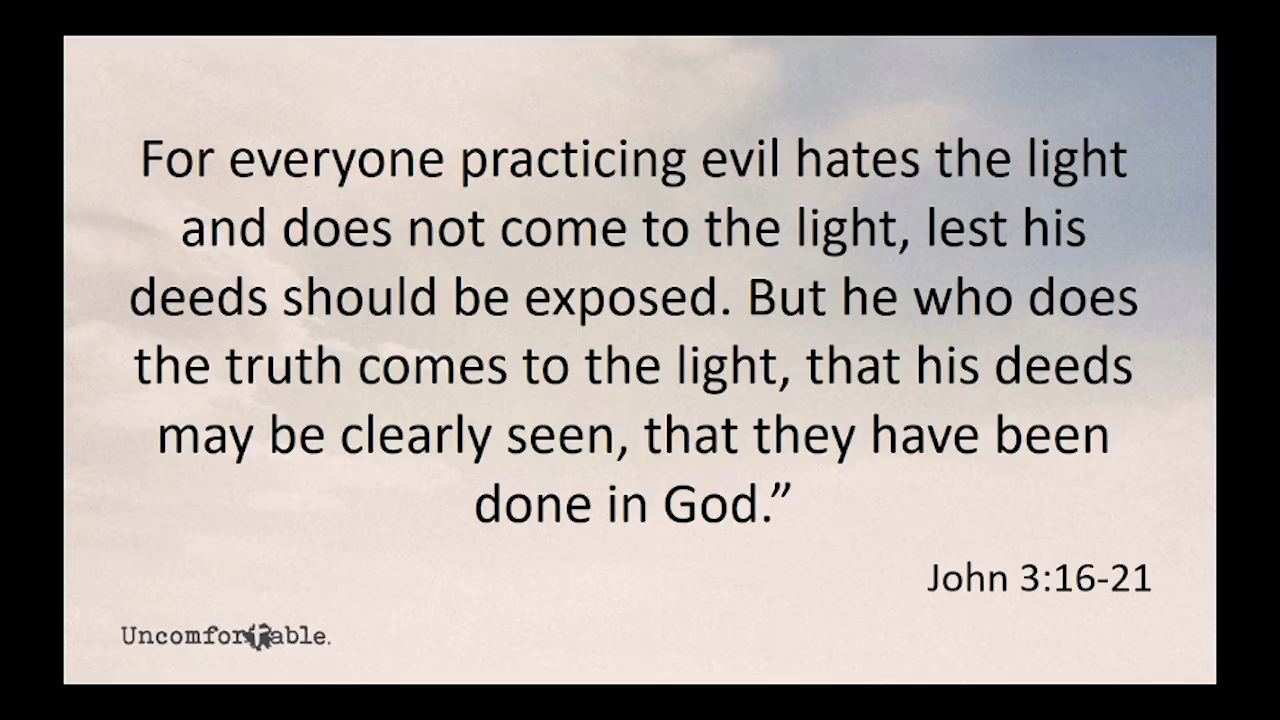 For everyone practicing evil hates the light
and does not come to the light, lest his
deeds should be exposed. But he who does
the truth comes to the light, that his deeds
may be clearly seen, that they have been
done in God.”
John 3:16-21
Uncomfortable.